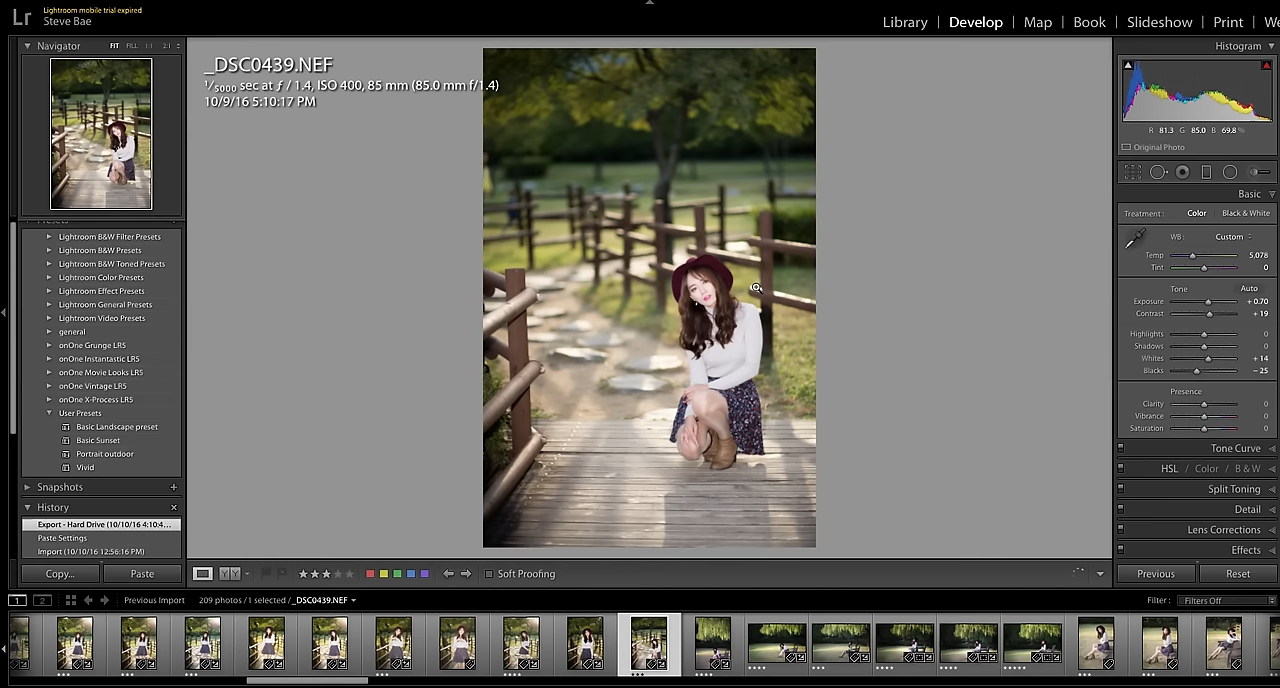 Lr
Lightroom mobile trial expired
Steve Bae
Library | Develop | Map | Book | Slideshow | Print | We
Navigator FIT FILL 1:1 2:1
_DSC0439.NEF
1/5000 sec at f / 1.4, ISO 400, 85 mm (85.0 mm f/1.4)
10/9/16 5:10:17 PM
Presets
Lightroom B&W Filter Presets
Lightroom B&W Presets
Lightroom B&W Toned Presets
Lightroom Color Presets
Lightroom Effect Presets
Lightroom General Presets
Lightroom Video Presets
general
onOne Grunge LR5
onOne Instantastic LR5
onOne Movie Looks LR5
onOne Vintage LR5
onOne X-Process LR5
User Presets
Basic Landscape preset
Basic Sunset
Portrait outdoor
Vivid
Snapshots +
History ×
Export - Hard Drive (10/10/16 4:10:4...
Paste Settings
Import (10/10/16 12:56:16 PM)
Copy... Paste
Y Y
Soft Proofing
Histogram
R 81.3 G 85.0 B 69.8 %
Original Photo
Basic
Treatment : Color Black & White
WB : Custom
Temp 5,078
Tint 0
Tone Auto
Exposure + 0.70
Contrast + 19
Highlights 0
Shadows 0
Whites + 14
Blacks − 25
Presence
Clarity 0
Vibrance 0
Saturation 0
Tone Curve
HSL / Color / B & W
Split Toning
Detail
Lens Corrections
Effects
Previous Reset
1 2 Previous Import 209 photos / 1 selected / _DSC0439.NEF
Filter : Filters Off